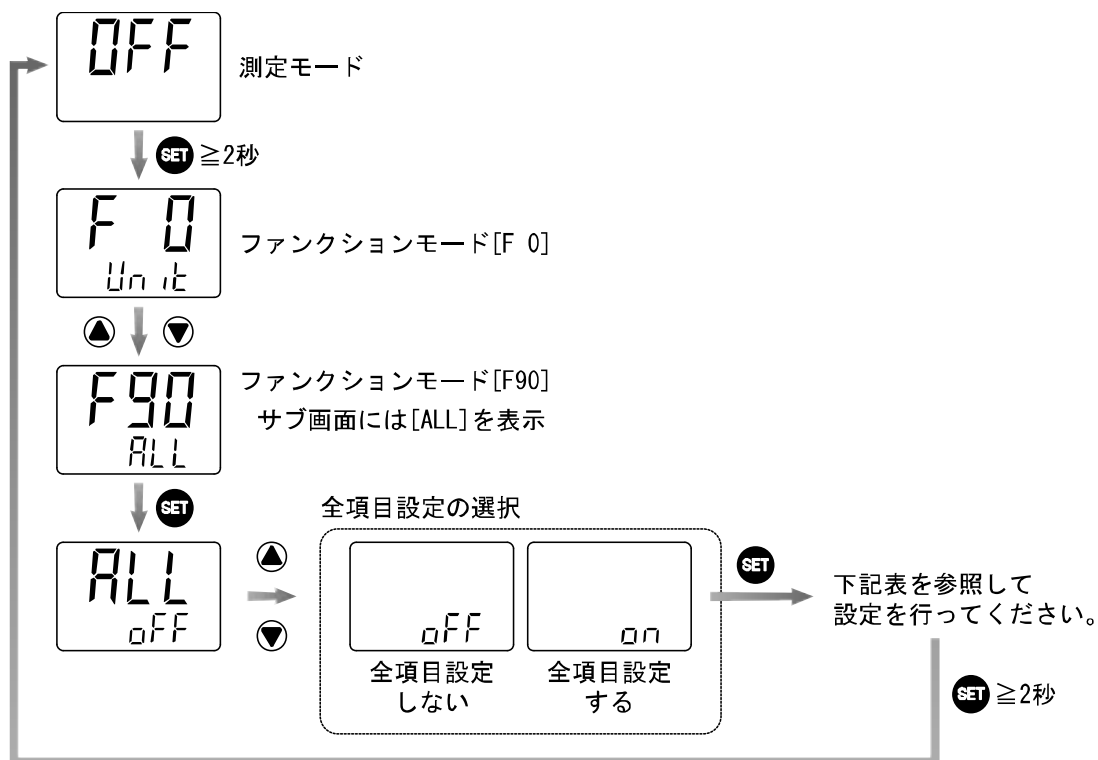 OFF
測定モード
SET ≧2秒
F 0
Unit
ファンクションモード[F 0]
F90
ALL
ファンクションモード[F90]
サブ画面には[ALL]を表示
SET
全項目設定の選択
ALL
oFF
oFF
on
全項目設定
しない
全項目設定
する
SET
下記表を参照して
設定を行ってください。
SET ≧2秒